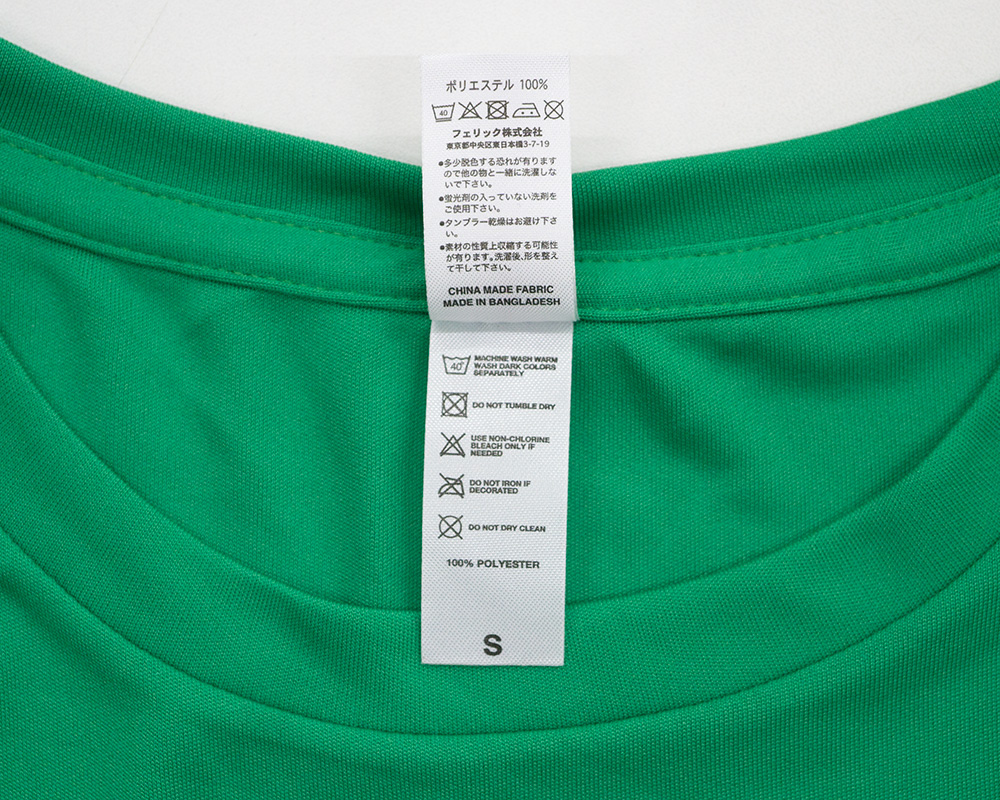 ポリエステル 100%
40
フェリック株式会社
東京都中央区東日本橋3-7-19
●多少脱色する恐れが有ります
ので他の物と一緒に洗濯しな
いで下さい。
●蛍光剤の入っていない洗剤を
ご使用下さい。
●タンブラー乾燥はお避け下さ
い。
●素材の性質上収縮する可能性
が有ります。洗濯後、形を整え
て干して下さい。
CHINA MADE FABRIC
MADE IN BANGLADESH
40°
MACHINE WASH WARM
WASH DARK COLORS
SEPARATELY
DO NOT TUMBLE DRY
USE NON-CHLORINE
BLEACH ONLY IF
NEEDED
DO NOT IRON IF
DECORATED
DO NOT DRY CLEAN
100% POLYESTER
S